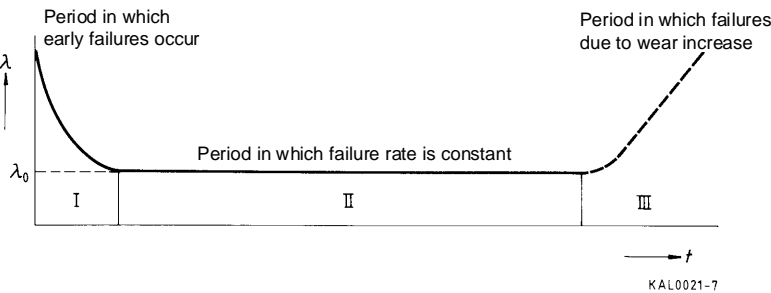 Period in which
early failures occur
Period in which failures
due to wear increase
λ
Period in which failure rate is constant
λ₀
I
II
III
t
KAL0021-7